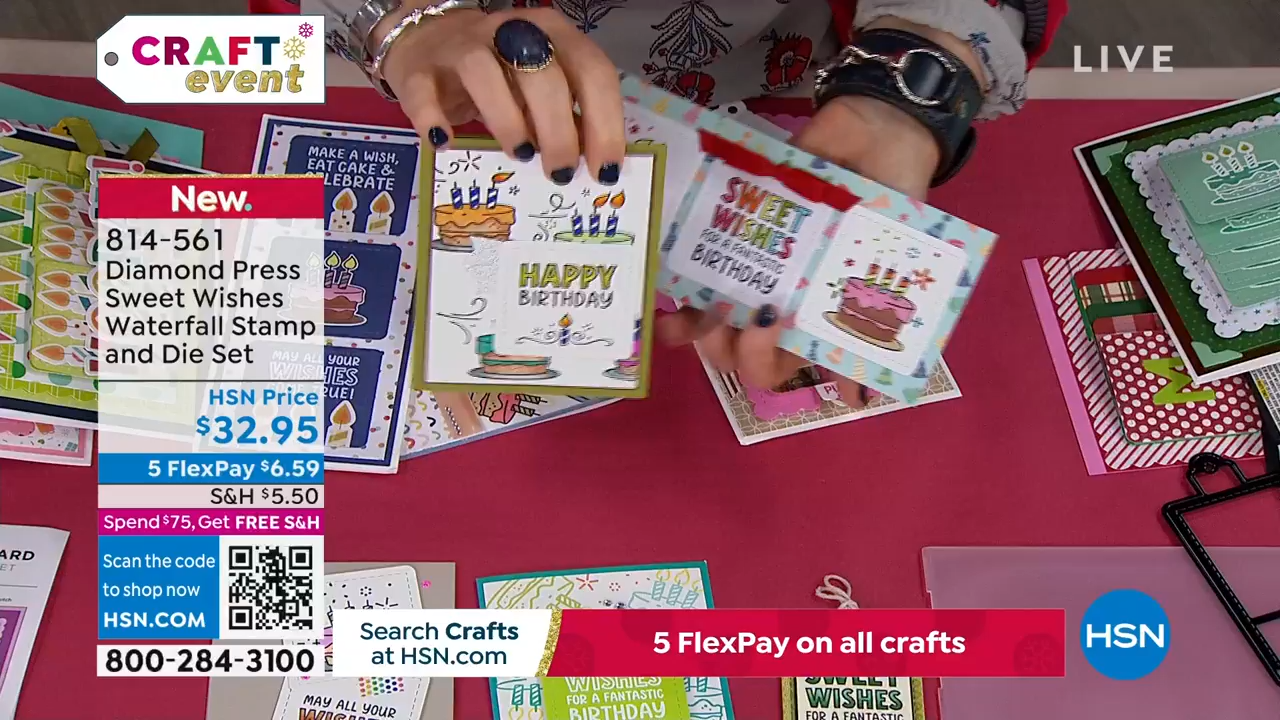 CRAFT
event
LIVE
New.
814-561
Diamond Press
Sweet Wishes
Waterfall Stamp
and Die Set
HSN Price
$32.95
5 FlexPay $6.59
S&H $5.50
Spend $75, Get FREE S&H
Scan the code
to shop now
HSN.COM
800-284-3100
Search Crafts
at HSN.com
5 FlexPay on all crafts
HSN
MAKE A WISH,
EAT CAKE &
CELEBRATE
MAY ALL YOUR
WISHES
TRUE!
HAPPY
BIRTHDAY
SWEET
WISHES
FOR A FANTASTIC
BIRTHDAY
MAY ALL YOUR
WISHES
FOR A FANTASTIC
BIRTHDAY
SWEET
WISHES
FOR A FANTASTIC